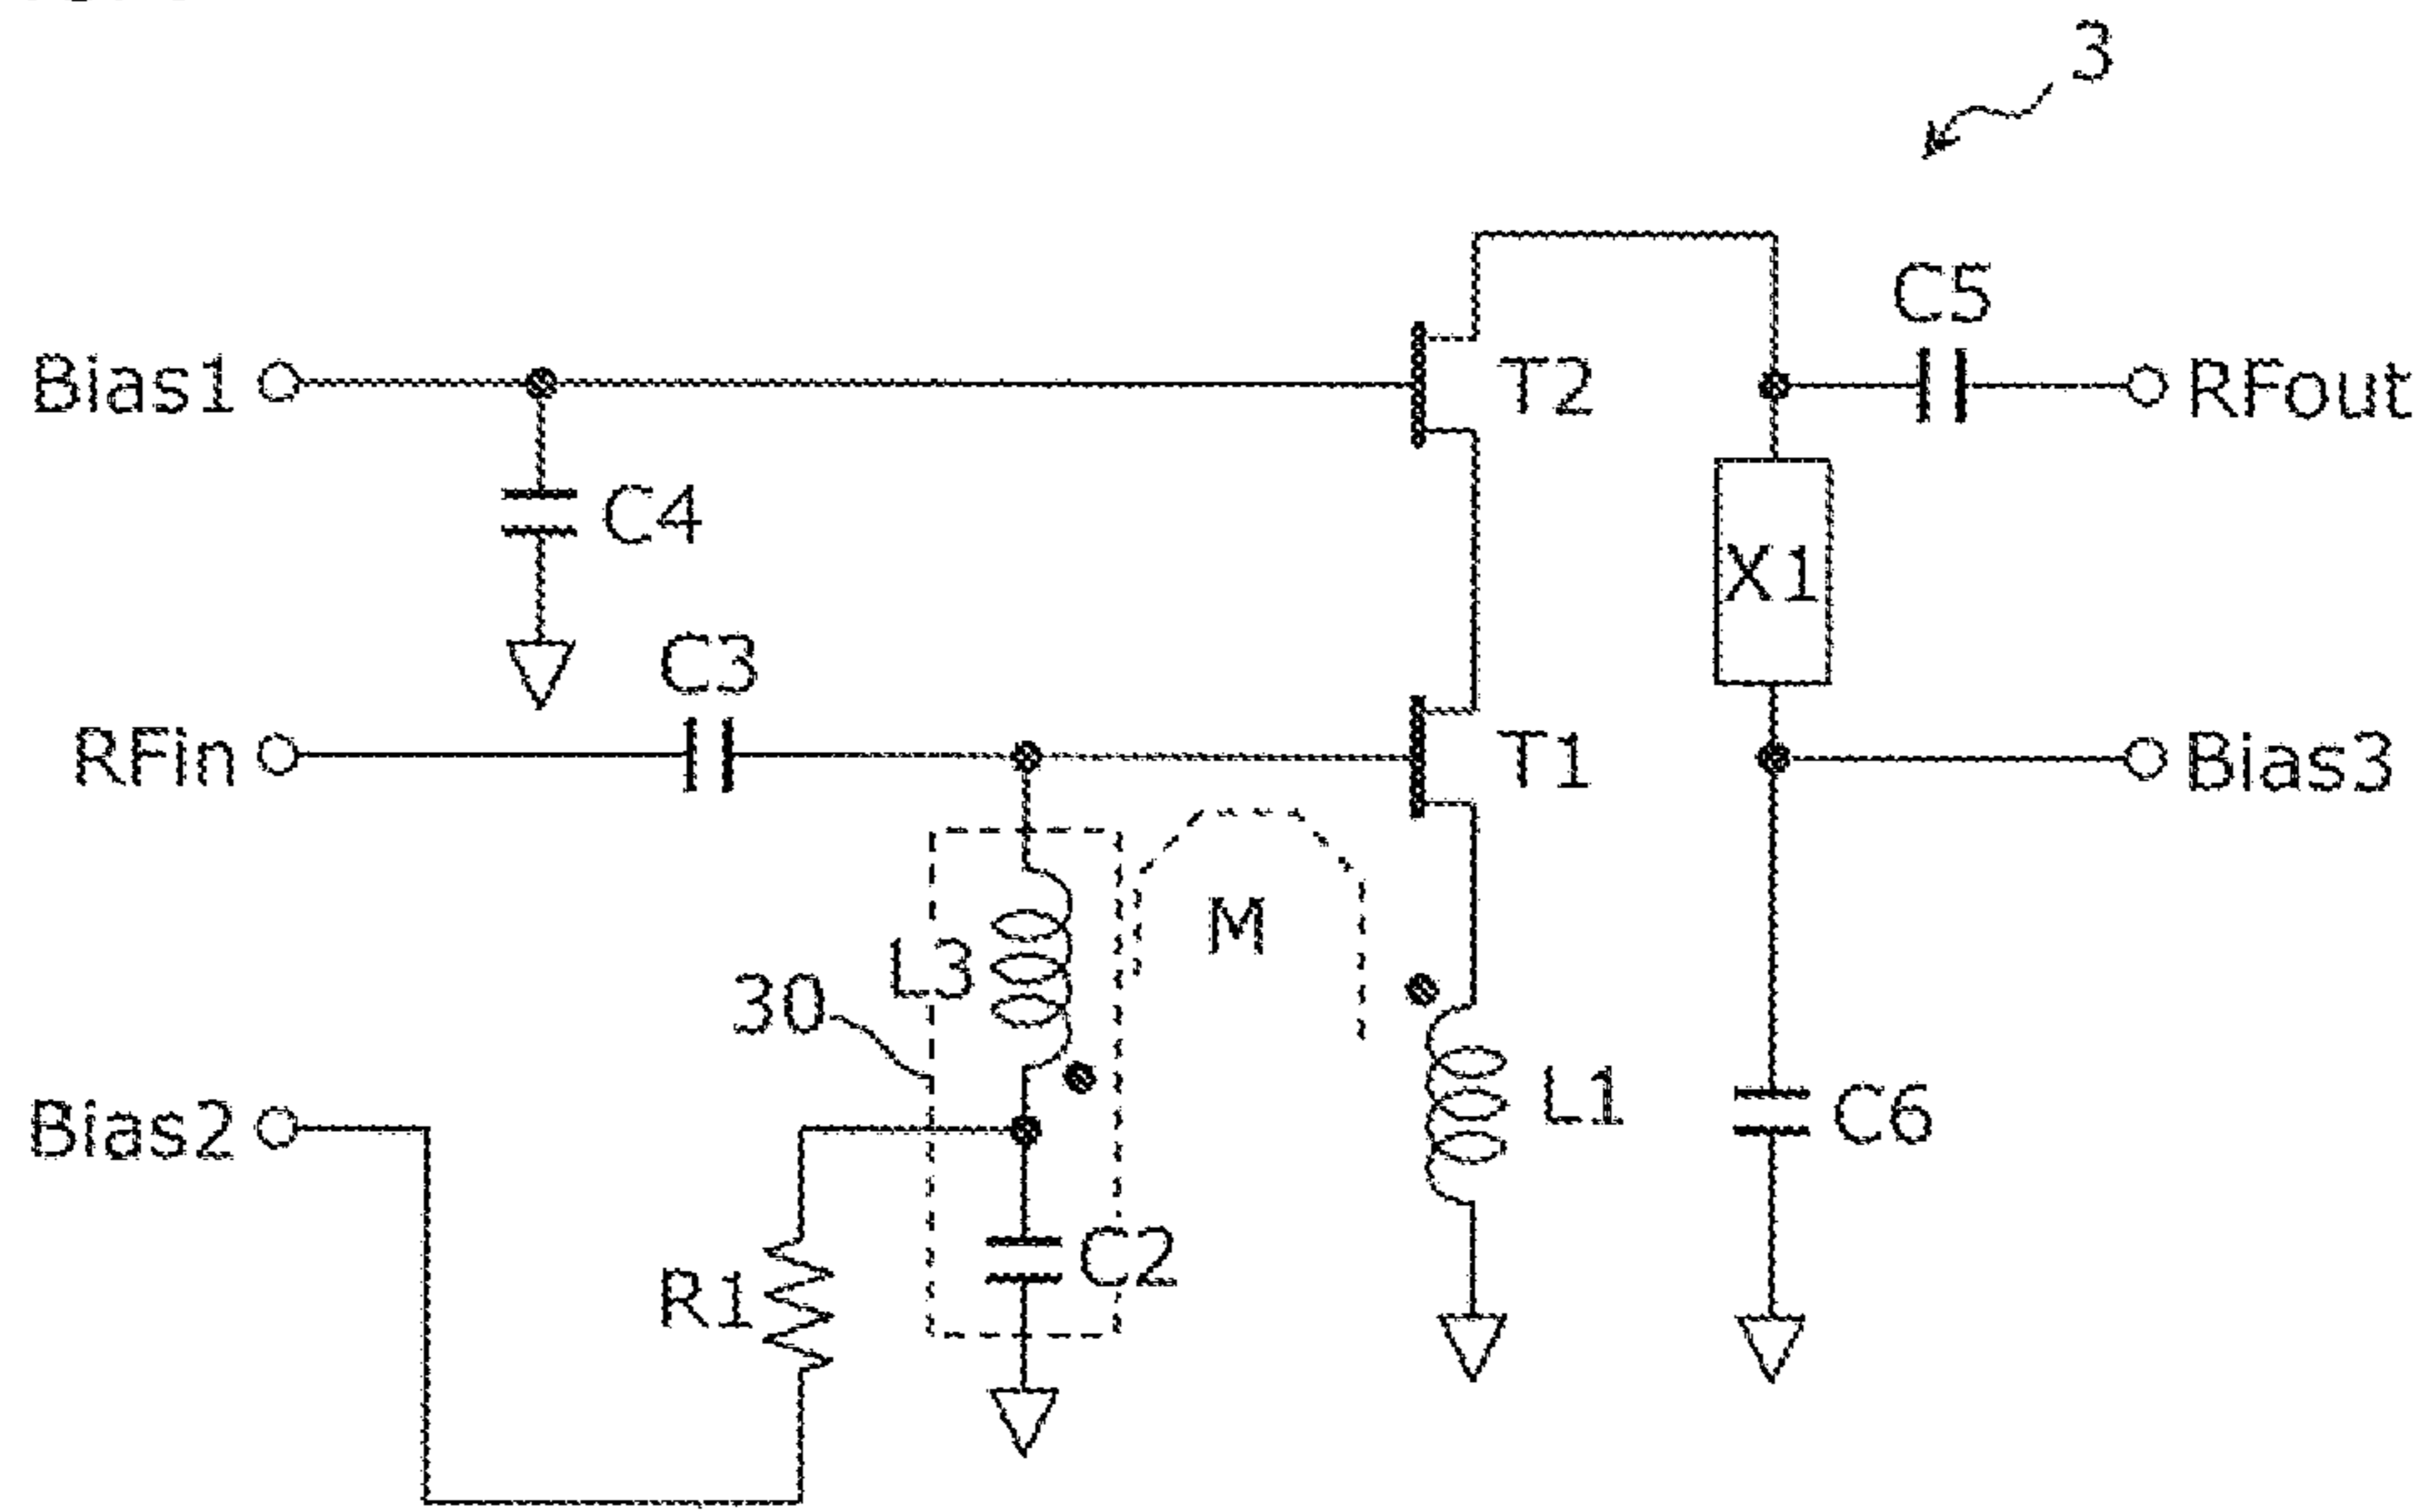 3
C5
Bias1
T2
RFout
C4
X1
C3
RFin
T1
Bias3
M
L3
30
L1
Bias2
C6
C2
R1